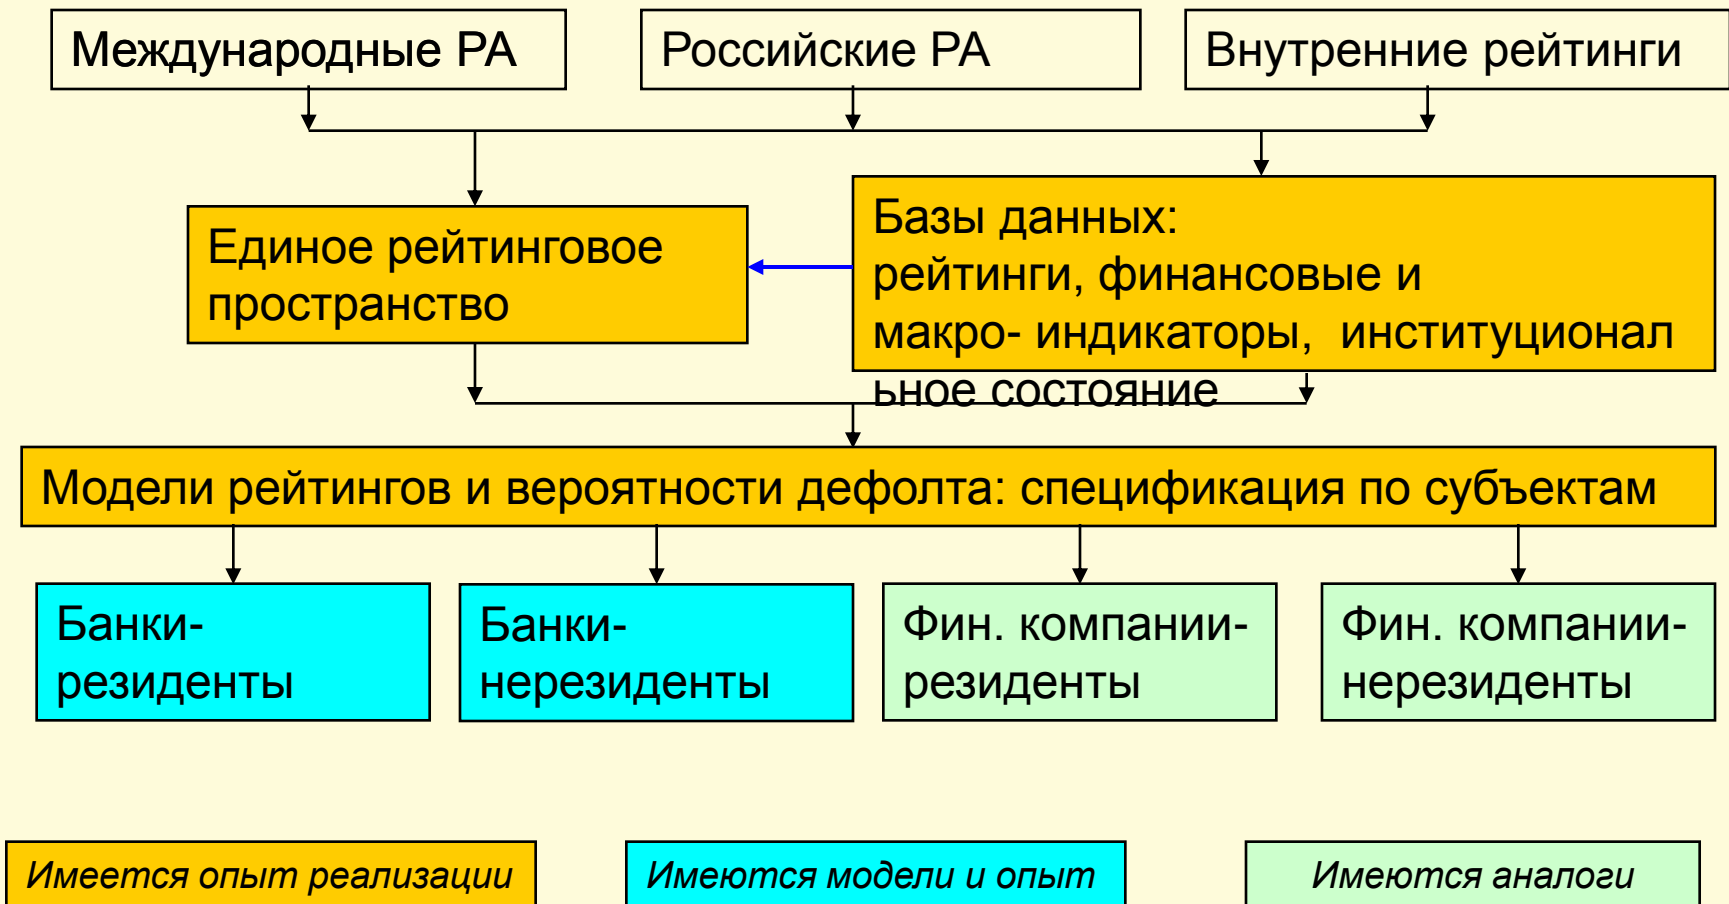 Международные РА
Российские РА
Внутренние рейтинги
Единое рейтинговое
пространство
Базы данных:
рейтинги, финансовые и
макро- индикаторы, институционал
ьное состояние
Модели рейтингов и вероятности дефолта: спецификация по субъектам
Банки-
резиденты
Банки-
нерезиденты
Фин. компании-
резиденты
Фин. компании-
нерезиденты
Имеется опыт реализации
Имеются модели и опыт
Имеются аналоги